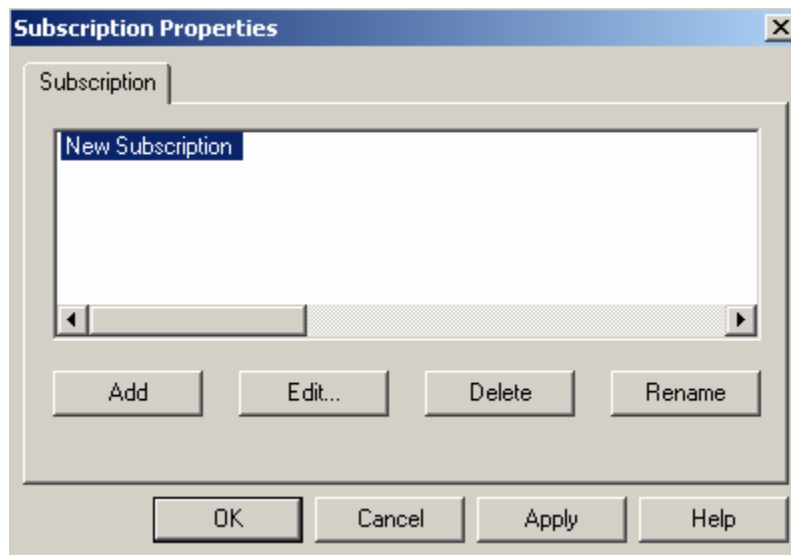 Subscription Properties
Subscription
New Subscription
Add Edit... Delete Rename
OK Cancel Apply Help